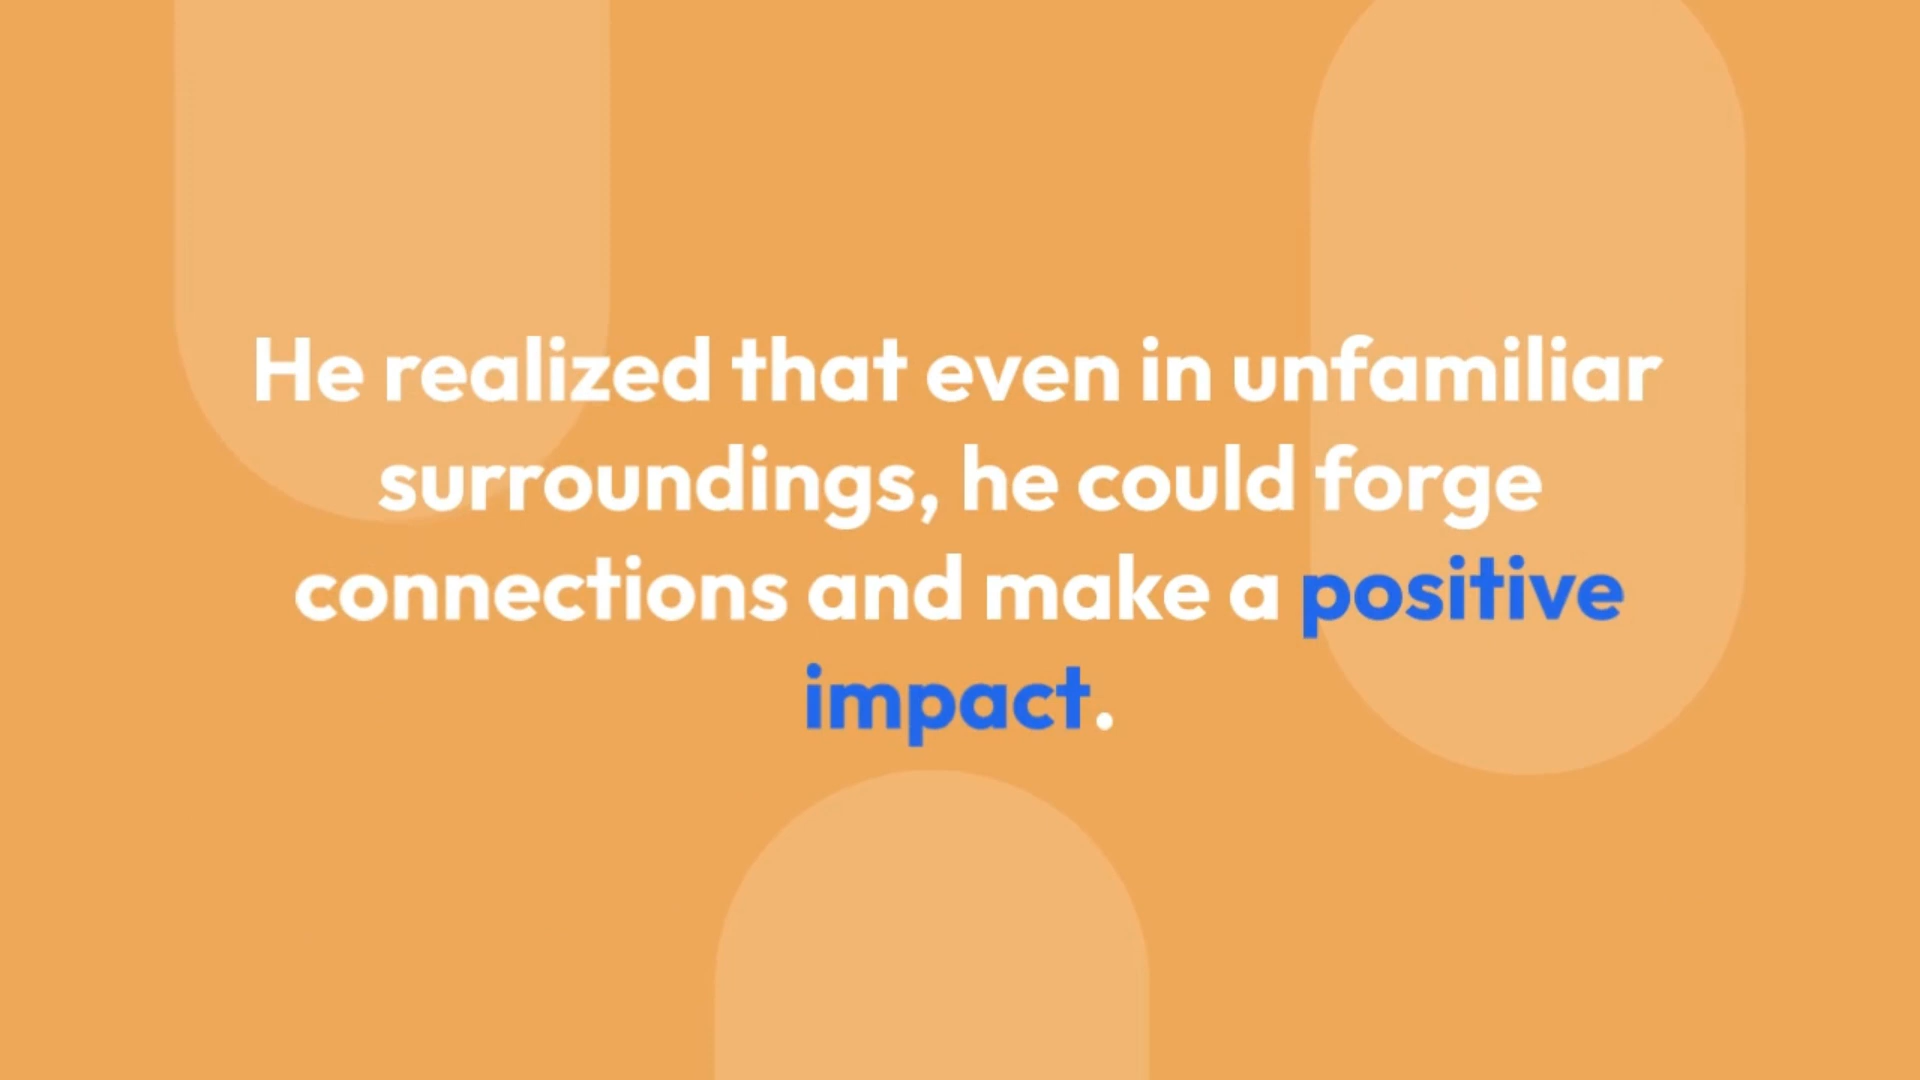 He realized that even in unfamiliar
surroundings, he could forge
connections and make a positive
impact.